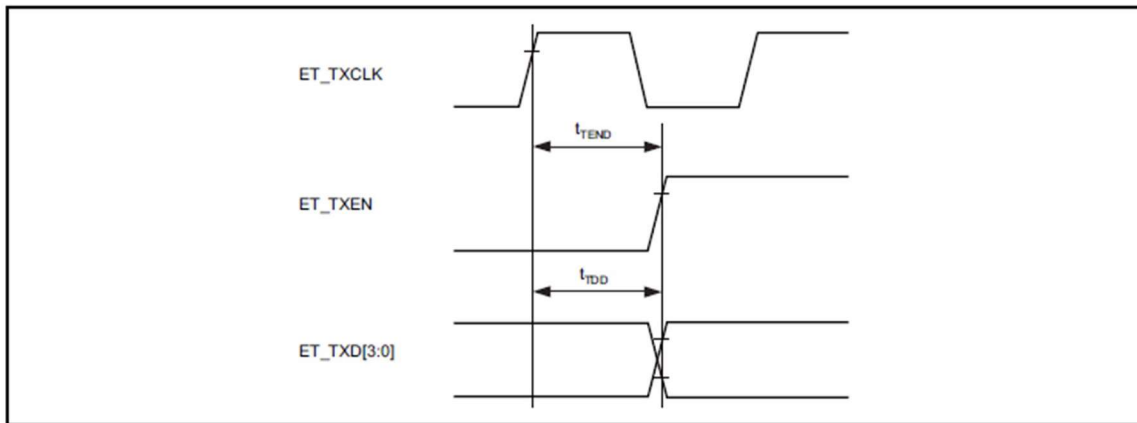 ET_TXCLK
tTEND
ET_TXEN
tTDD
ET_TXD[3:0]